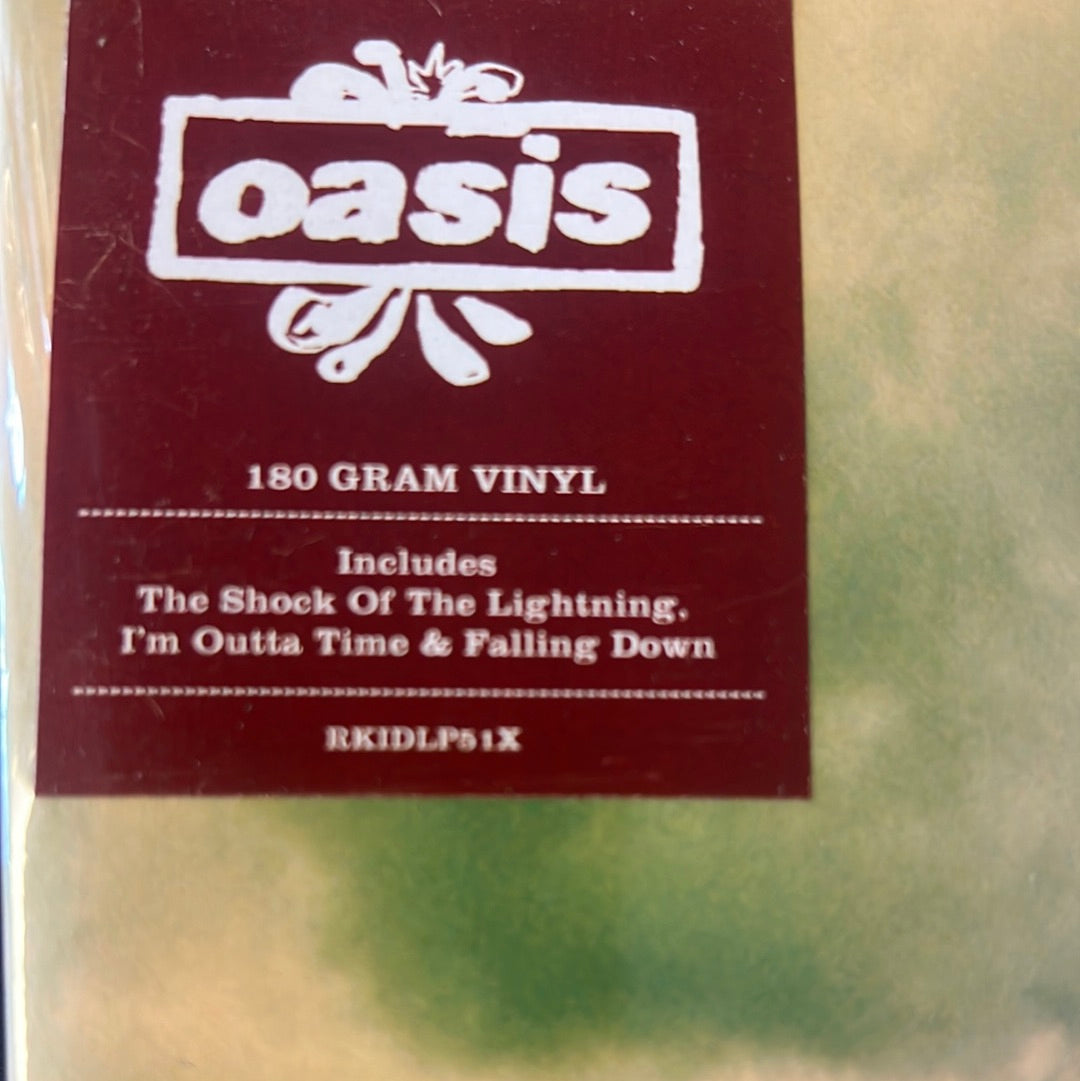 oasis
180 GRAM VINYL
Includes
The Shock Of The Lightning,
I'm Outta Time & Falling Down
RKIDLP51X